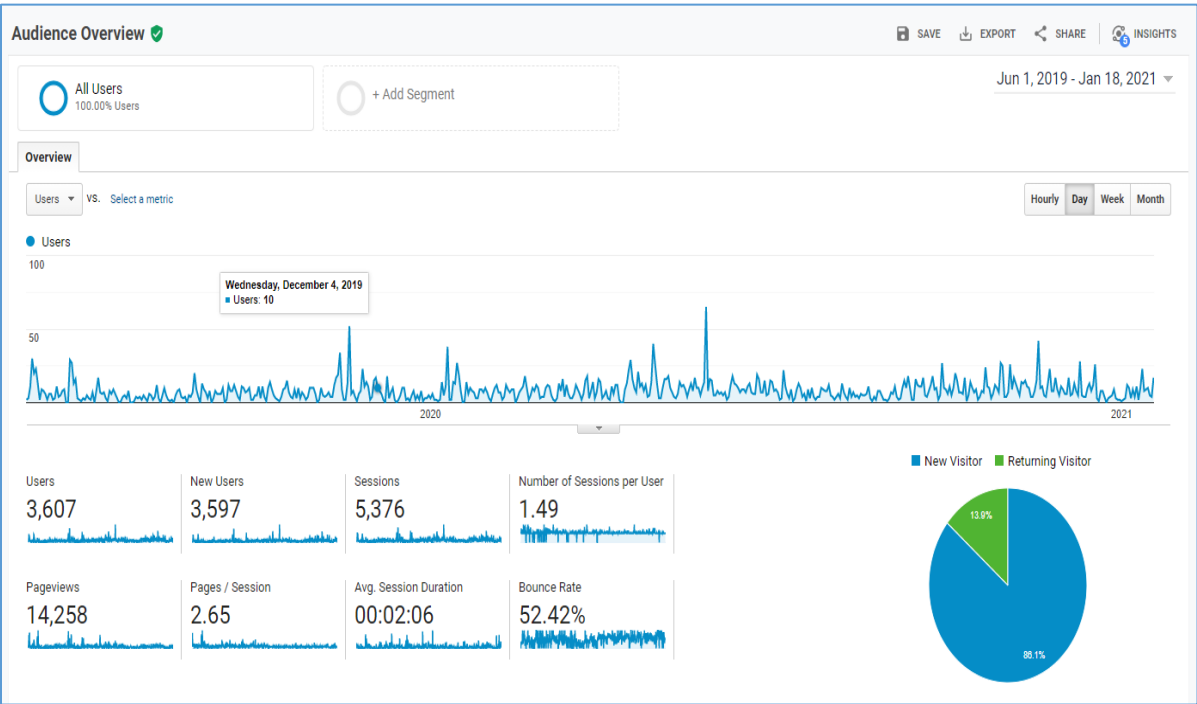 Audience Overview
SAVE EXPORT SHARE 5 INSIGHTS
All Users
100.00% Users
+ Add Segment
Jun 1, 2019 - Jan 18, 2021
Overview
Users VS. Select a metric
Hourly Day Week Month
Users
100
50
Wednesday, December 4, 2019
Users: 10
2020 2021
New Visitor Returning Visitor
Users New Users Sessions Number of Sessions per User
3,607 3,597 5,376 1.49
Pageviews Pages / Session Avg. Session Duration Bounce Rate
14,258 2.65 00:02:06 52.42%
13.9%
86.1%